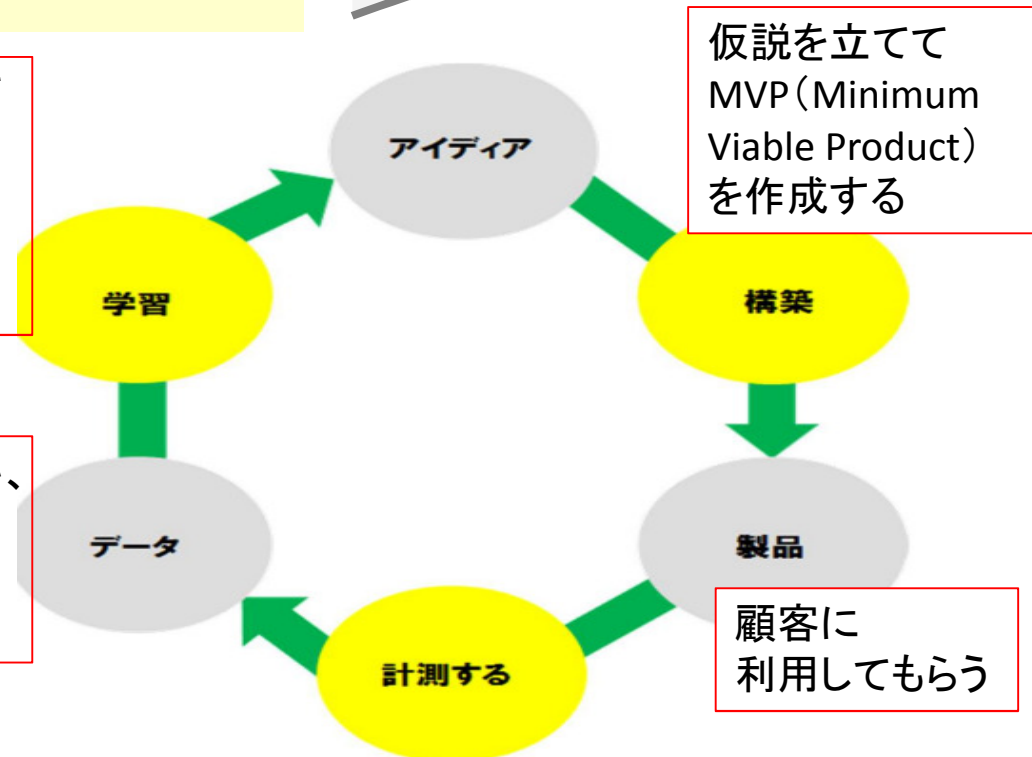 仮説を立てて
MVP（Minimum
Viable Product）
を作成する
アイディア
学習
構築
、
データ
製品
顧客に
利用してもらう
計測する